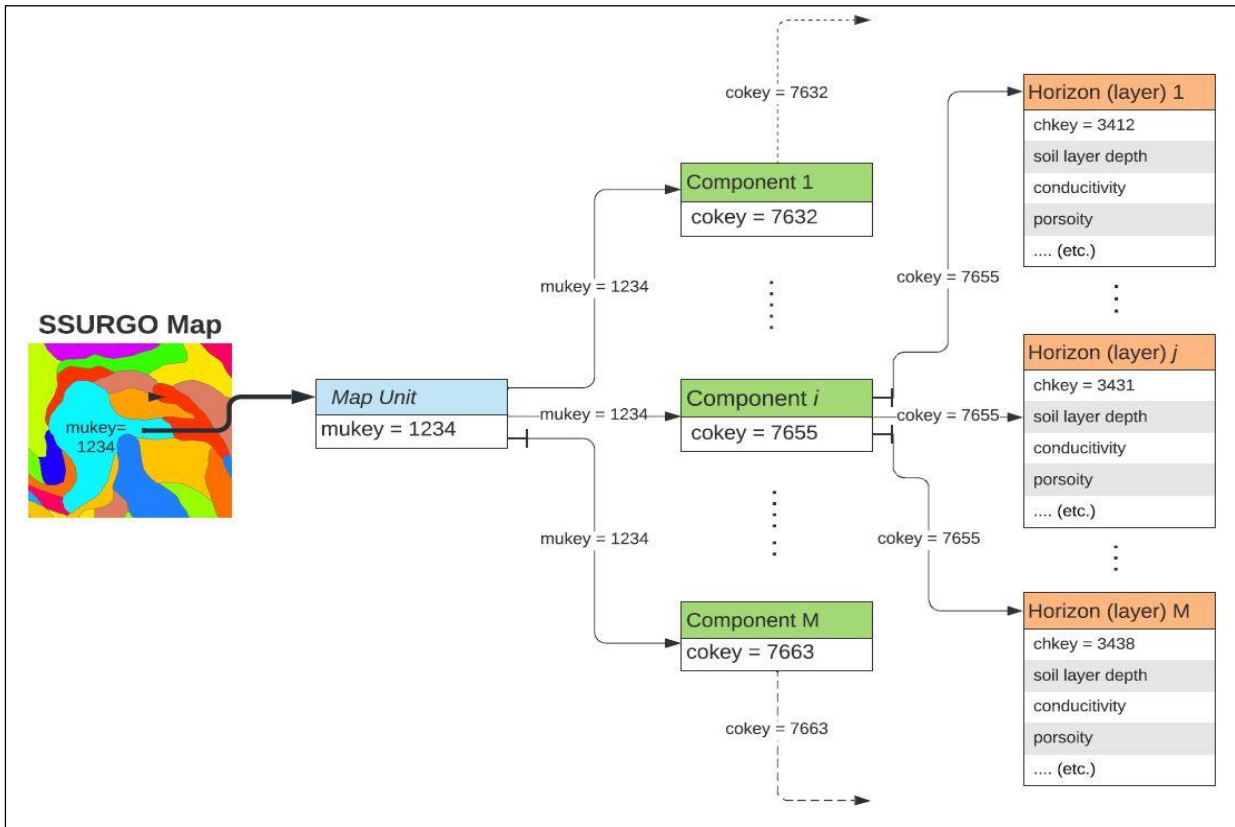 SSURGO Map
mukey=
1234
Map Unit
mukey = 1234
mukey = 1234
mukey = 1234
mukey = 1234
cokey = 7632
Component 1
cokey = 7632
Component i
cokey = 7655
Component M
cokey = 7663
cokey = 7663
cokey = 7655
cokey = 7655
cokey = 7655
Horizon (layer) 1
chkey = 3412
soil layer depth
conducitivity
porsoity
.... (etc.)
Horizon (layer) j
chkey = 3431
soil layer depth
conducitivity
porsoity
.... (etc.)
Horizon (layer) M
chkey = 3438
soil layer depth
conducitivity
porsoity
.... (etc.)